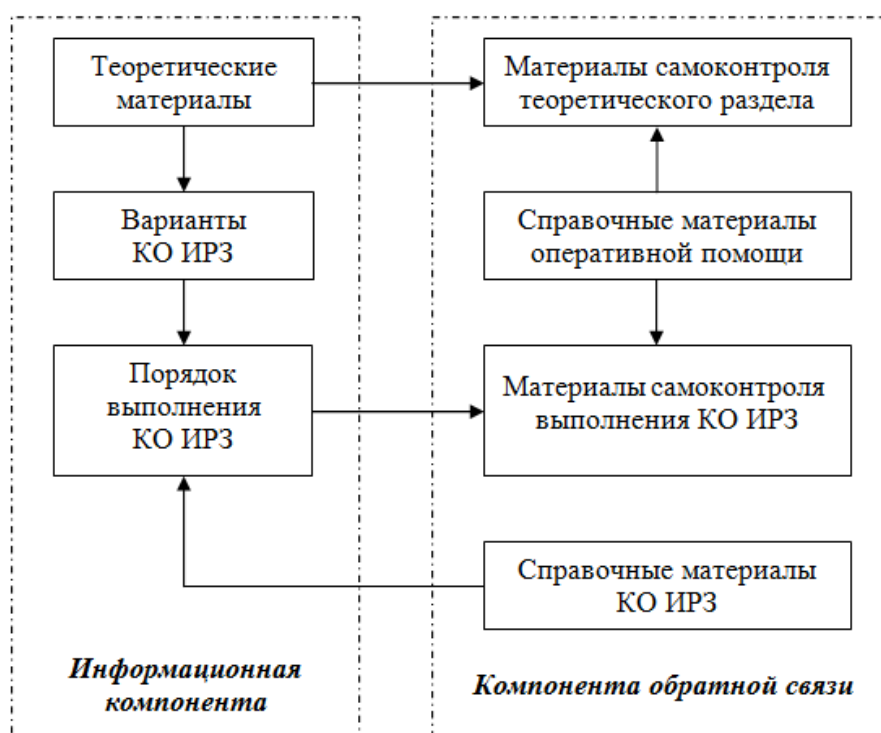 Теоретические
материалы
Материалы самоконтроля
теоретического раздела
Варианты
КО ИРЗ
Справочные материалы
оперативной помощи
Порядок
выполнения
КО ИРЗ
Материалы самоконтроля
выполнения КО ИРЗ
Справочные материалы
КО ИРЗ
Информационная
компонента
Компонента обратной связи